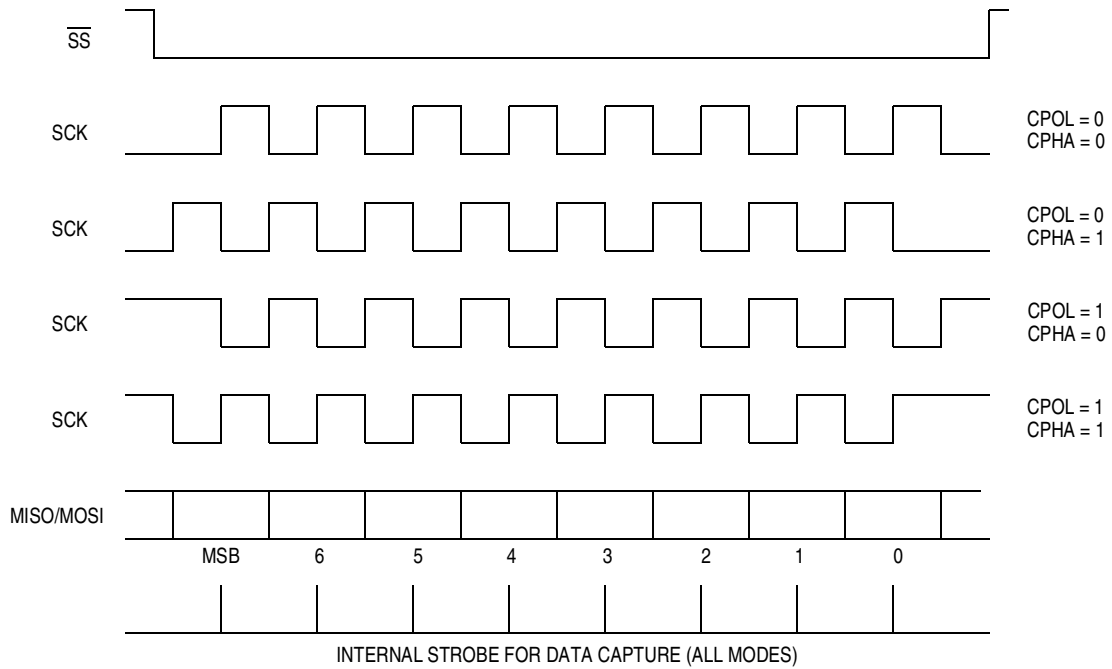 SS
SCK
CPOL = 0
CPHA = 0
SCK
CPOL = 0
CPHA = 1
SCK
CPOL = 1
CPHA = 0
SCK
CPOL = 1
CPHA = 1
MISO/MOSI
MSB 6 5 4 3 2 1 0
INTERNAL STROBE FOR DATA CAPTURE (ALL MODES)